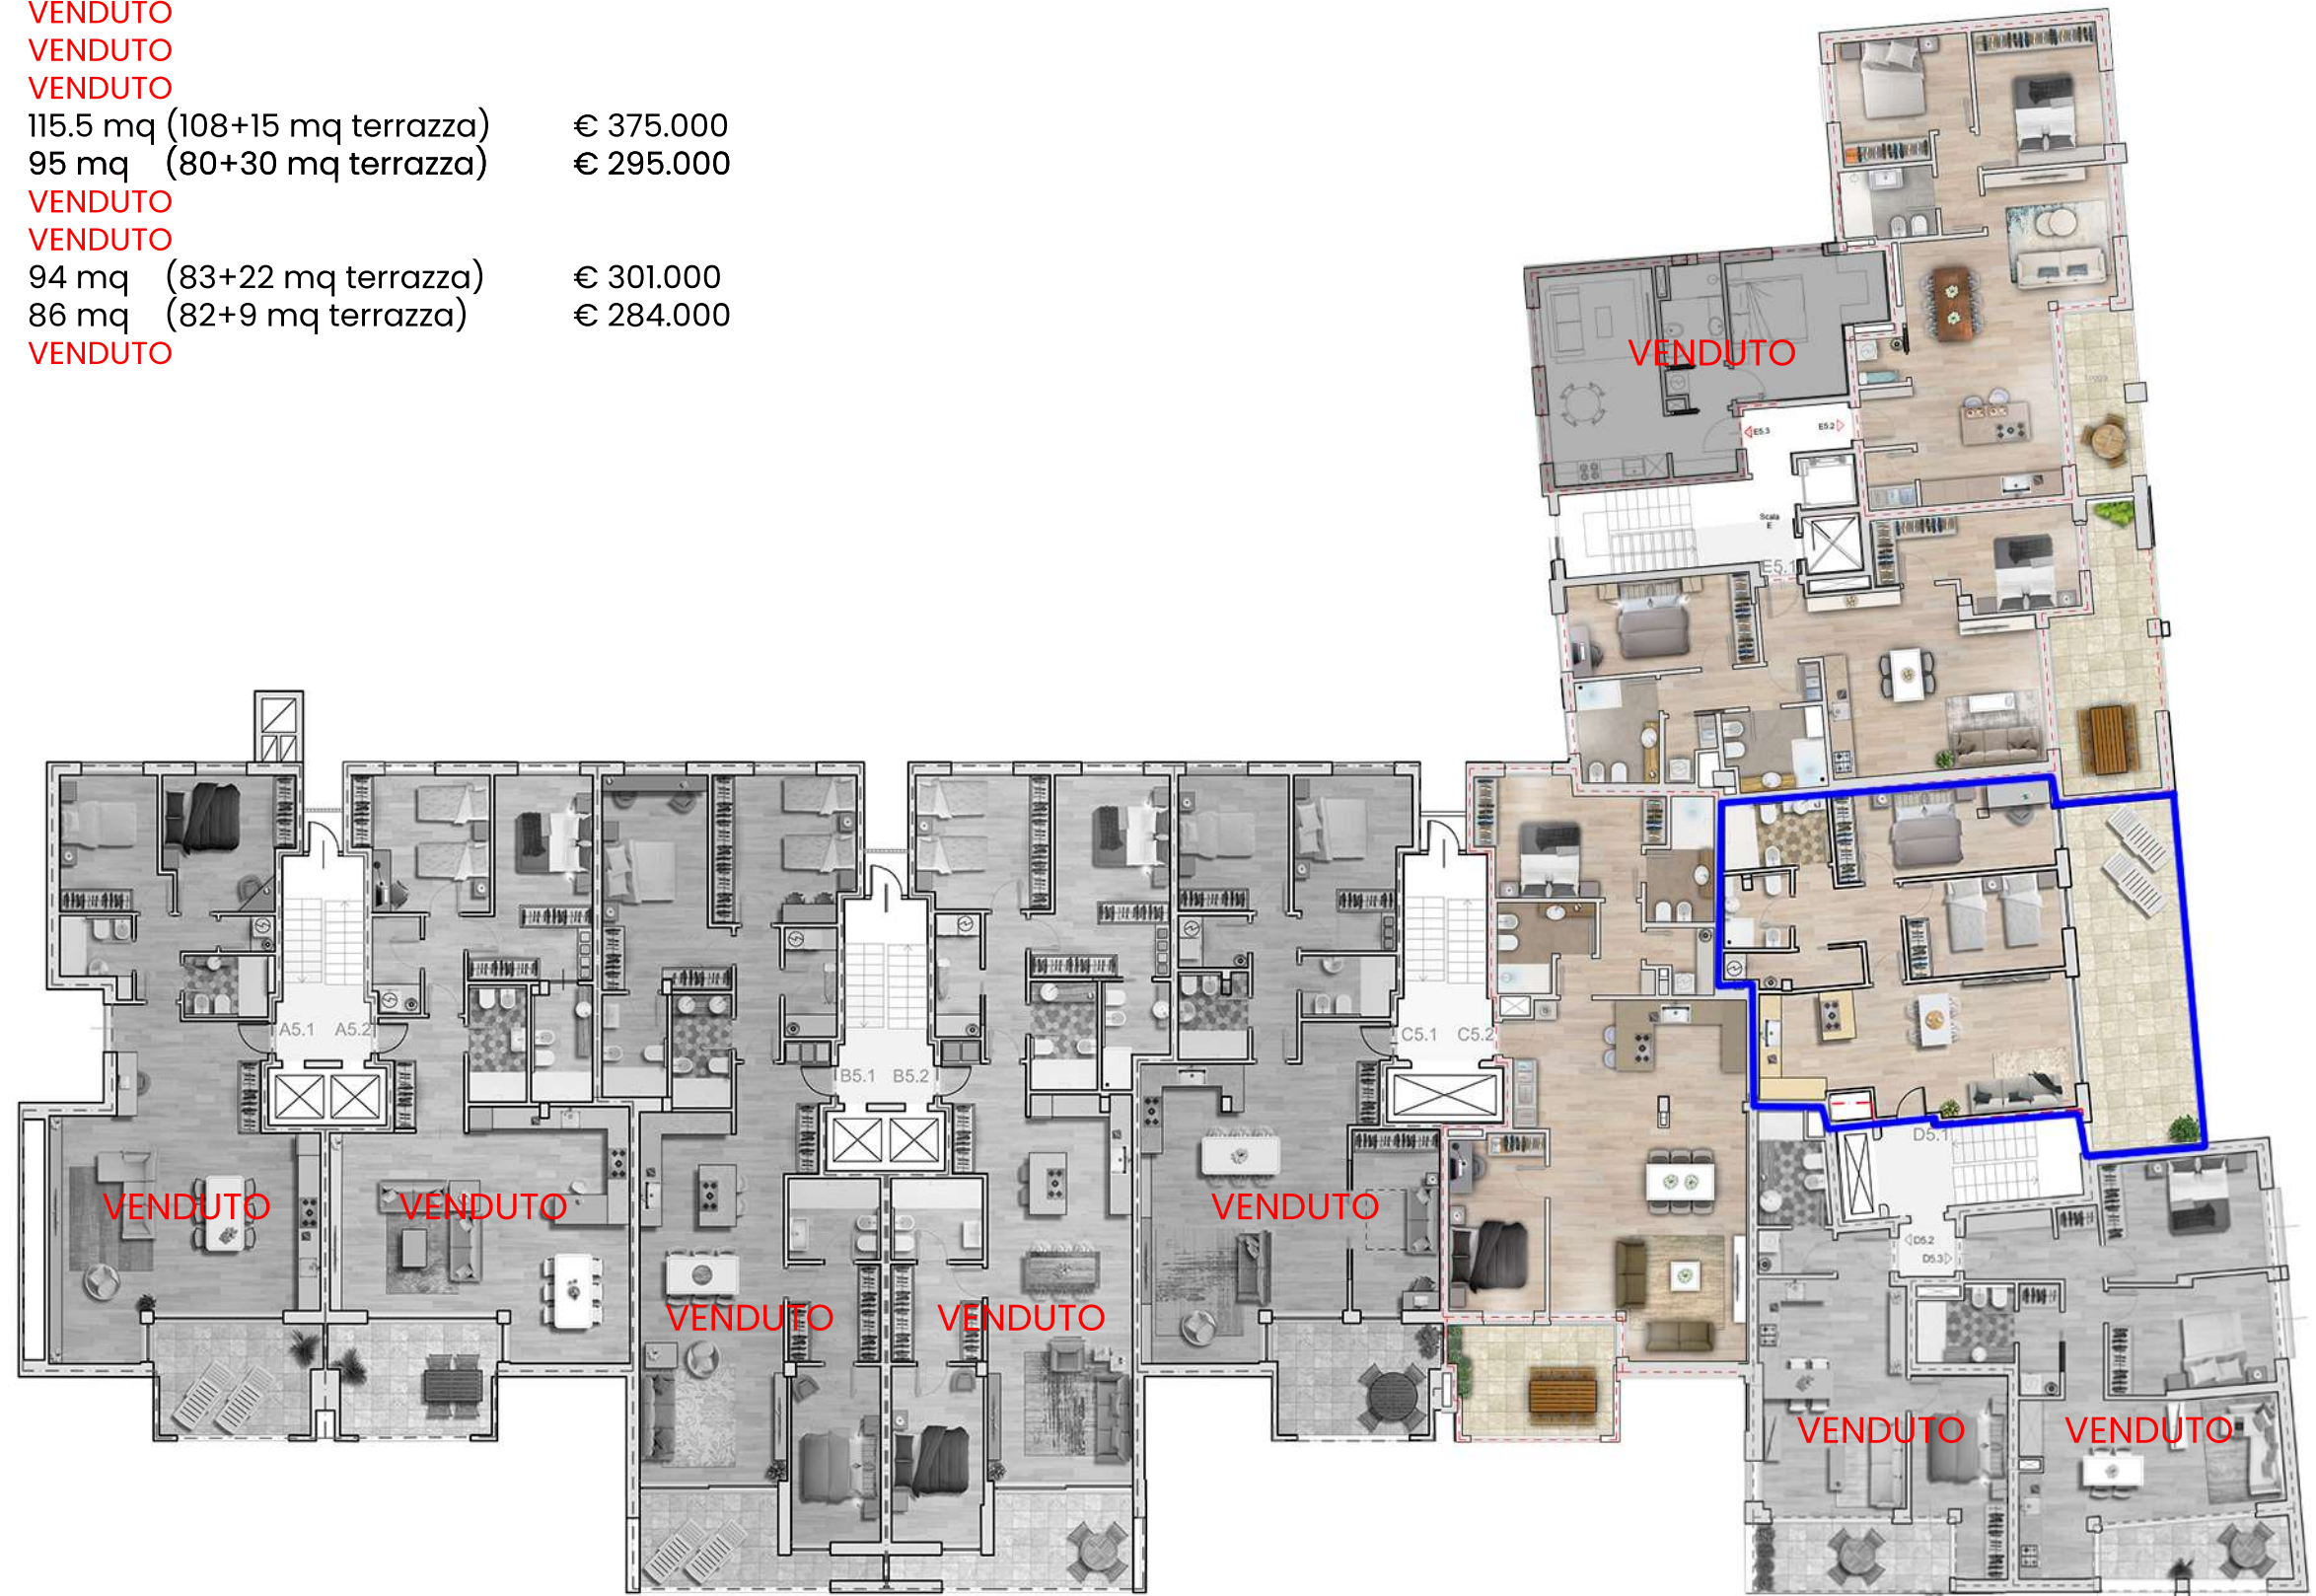 VENDUTO
VENDUTO
VENDUTO
115.5 mq (108+15 mq terrazza) € 375.000
95 mq (80+30 mq terrazza) € 295.000
VENDUTO
VENDUTO
94 mq (83+22 mq terrazza) € 301.000
86 mq (82+9 mq terrazza) € 284.000
VENDUTO
VENDUTO
E5.3
E5.2
Scala
E
E5.1
A5.1 A5.2
B5.1 B5.2
C5.1 C5.2
D5.1
D5.2
D5.3
VENDUTO
VENDUTO
VENDUTO
VENDUTO
VENDUTO
VENDUTO
VENDUTO